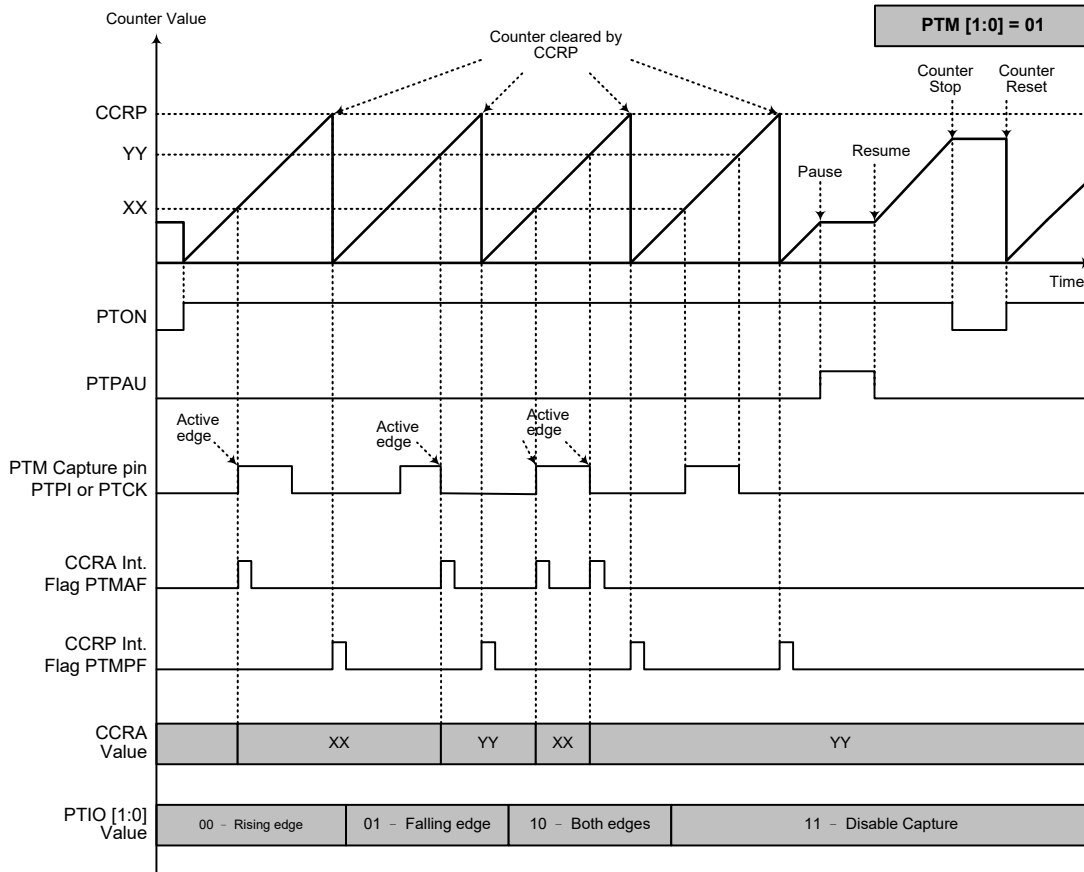 Counter Value
PTM [1:0] = 01
Counter cleared by
CCRP
Counter
Stop
Counter
Reset
CCRP
YY
XX
Pause
Resume
Time
PTON
PTPAU
Active
edge
Active
edge
Active
edge
PTM Capture pin
PTPI or PTCK
CCRA Int.
Flag PTMAF
CCRP Int.
Flag PTMPF
CCRA
Value
XX
YY
XX
YY
PTIO [1:0]
Value
00 – Rising edge
01 – Falling edge
10 – Both edges
11 – Disable Capture